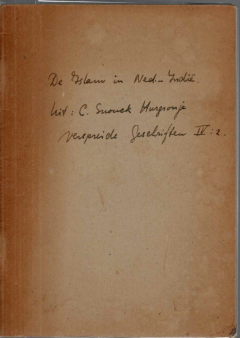 De Islam in Ned-Indië.
Uit: C. Snouck Hurgronje
Verspreide Geschriften IV:2.